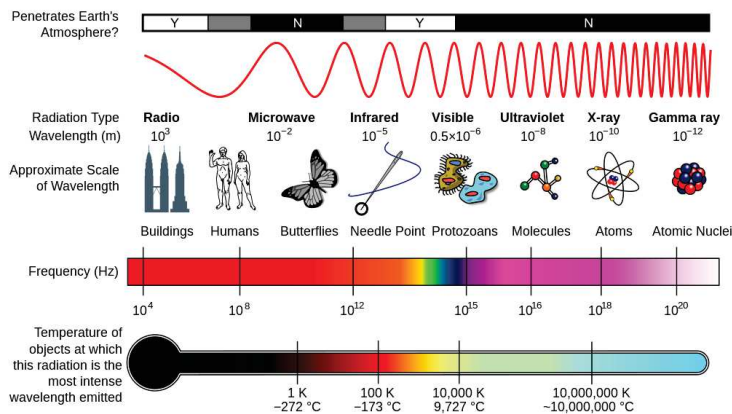 Penetrates Earth's
Atmosphere?
Y N Y N
Radiation Type Radio Microwave Infrared Visible Ultraviolet X-ray Gamma ray
Wavelength (m) 10³ 10⁻² 10⁻⁵ 0.5×10⁻⁶ 10⁻⁸ 10⁻¹⁰ 10⁻¹²
Approximate Scale
of Wavelength
Buildings Humans Butterflies Needle Point Protozoans Molecules Atoms Atomic Nuclei
Frequency (Hz)
10⁴ 10⁸ 10¹² 10¹⁵ 10¹⁶ 10¹⁸ 10²⁰
Temperature of
objects at which
this radiation is the
most intense
wavelength emitted
1 K 100 K 10,000 K 10,000,000 K
−272 °C −173 °C 9,727 °C ~10,000,000 °C